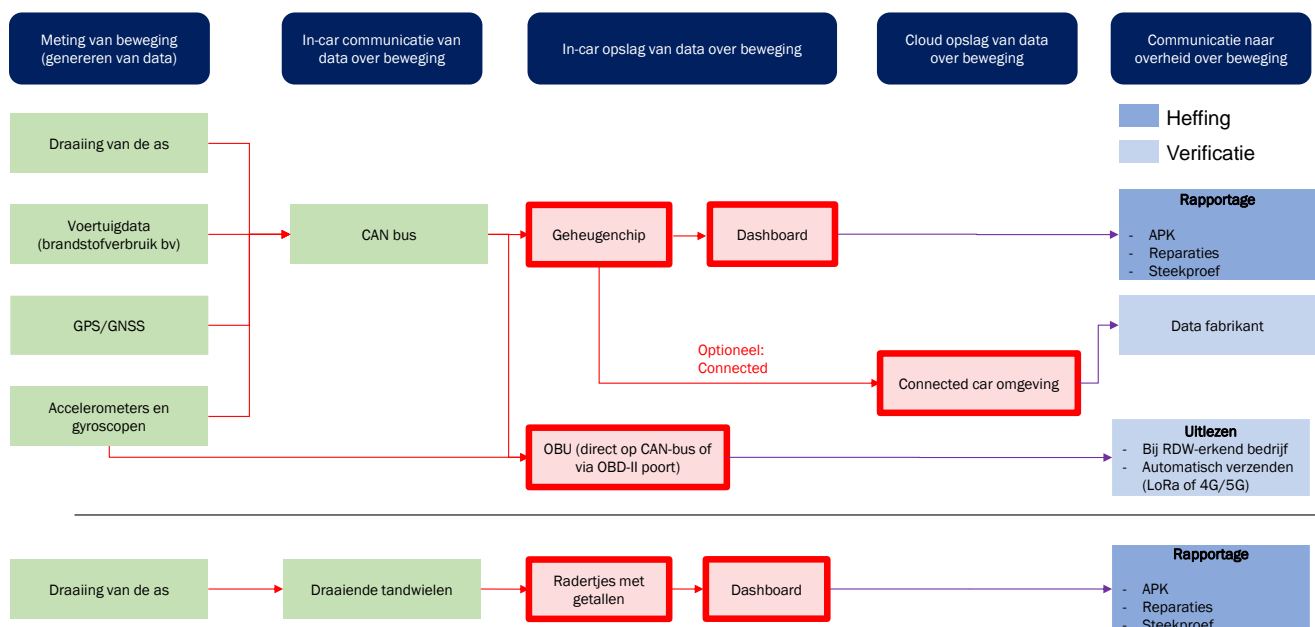 Meting van beweging
(genereren van data)
In-car communicatie van
data over beweging
In-car opslag van data over beweging
Cloud opslag van data
over beweging
Communicatie naar
overheid over beweging
Heffing
Verificatie
Draaiing van de as
Voertuigdata
(brandstofverbruik bv)
CAN bus
Geheugenchip
Dashboard
Rapportage
- APK
- Reparaties
- Steekproef
GPS/GNSS
Data fabrikant
Optioneel:
Connected
Connected car omgeving
Accelerometers en
gyroscopen
OBU (direct op CAN-bus of
via OBD-II poort)
Uitlezen
- Bij RDW-erkend bedrijf
- Automatisch verzenden
(LoRa of 4G/5G)
Draaiing van de as
Draaiende tandwielen
Radertjes met
getallen
Dashboard
Rapportage
- APK
- Reparaties
- Steekproef